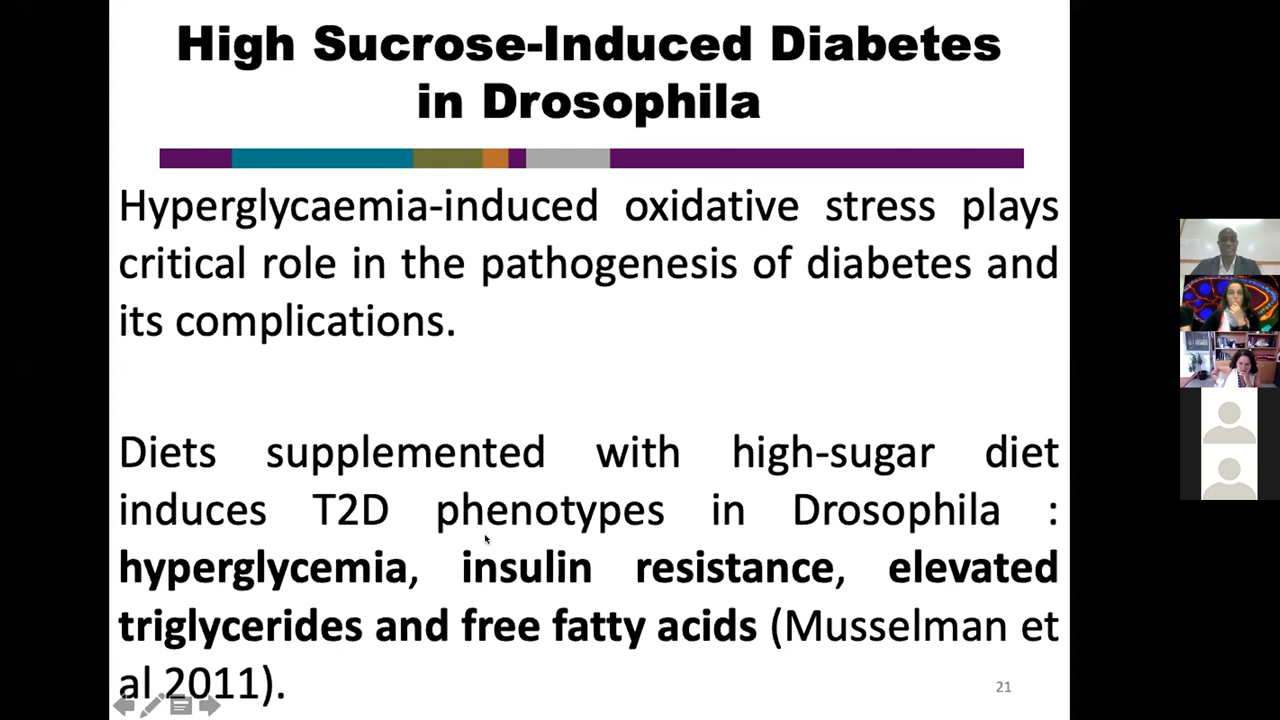 High Sucrose-Induced Diabetes
in Drosophila
Hyperglycaemia-induced oxidative stress plays
critical role in the pathogenesis of diabetes and
its complications.
Diets supplemented with high-sugar diet
induces T2D phenotypes in Drosophila :
hyperglycemia, insulin resistance, elevated
triglycerides and free fatty acids (Musselman et
al 2011).
21